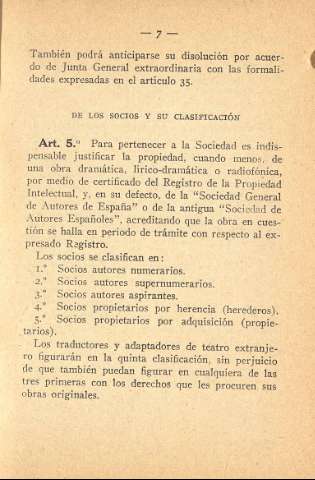 — 7 —
También podrá anticiparse su disolución por acuer-
do de Junta General extraordinaria con las formali-
dades expresadas en el artículo 35.
DE LOS SOCIOS Y SU CLASIFICACIÓN
Art. 5.º Para pertenecer a la Sociedad es indis-
pensable justificar la propiedad, cuando menos, de
una obra dramática, lírico-dramática o radiofónica,
por medio de certificado del Registro de la Propiedad
Intelectual, y, en su defecto, de la "Sociedad General
de Autores de España" o de la antigua "Sociedad de
Autores Españoles", acreditando que la obra en cues-
tión se halla en periodo de trámite con respecto al ex-
presado Registro.
Los socios se clasifican en:
1.º Socios autores numerarios.
2.º Socios autores supernumerarios.
3.º Socios autores aspirantes.
4.º Socios propietarios por herencia (herederos).
5.º Socios propietarios por adquisición (propie-
tarios).
Los traductores y adaptadores de teatro extranje-
ro figurarán en la quinta clasificación, sin perjuicio
de que también puedan figurar en cualquiera de las
tres primeras con los derechos que les procuren sus
obras originales.